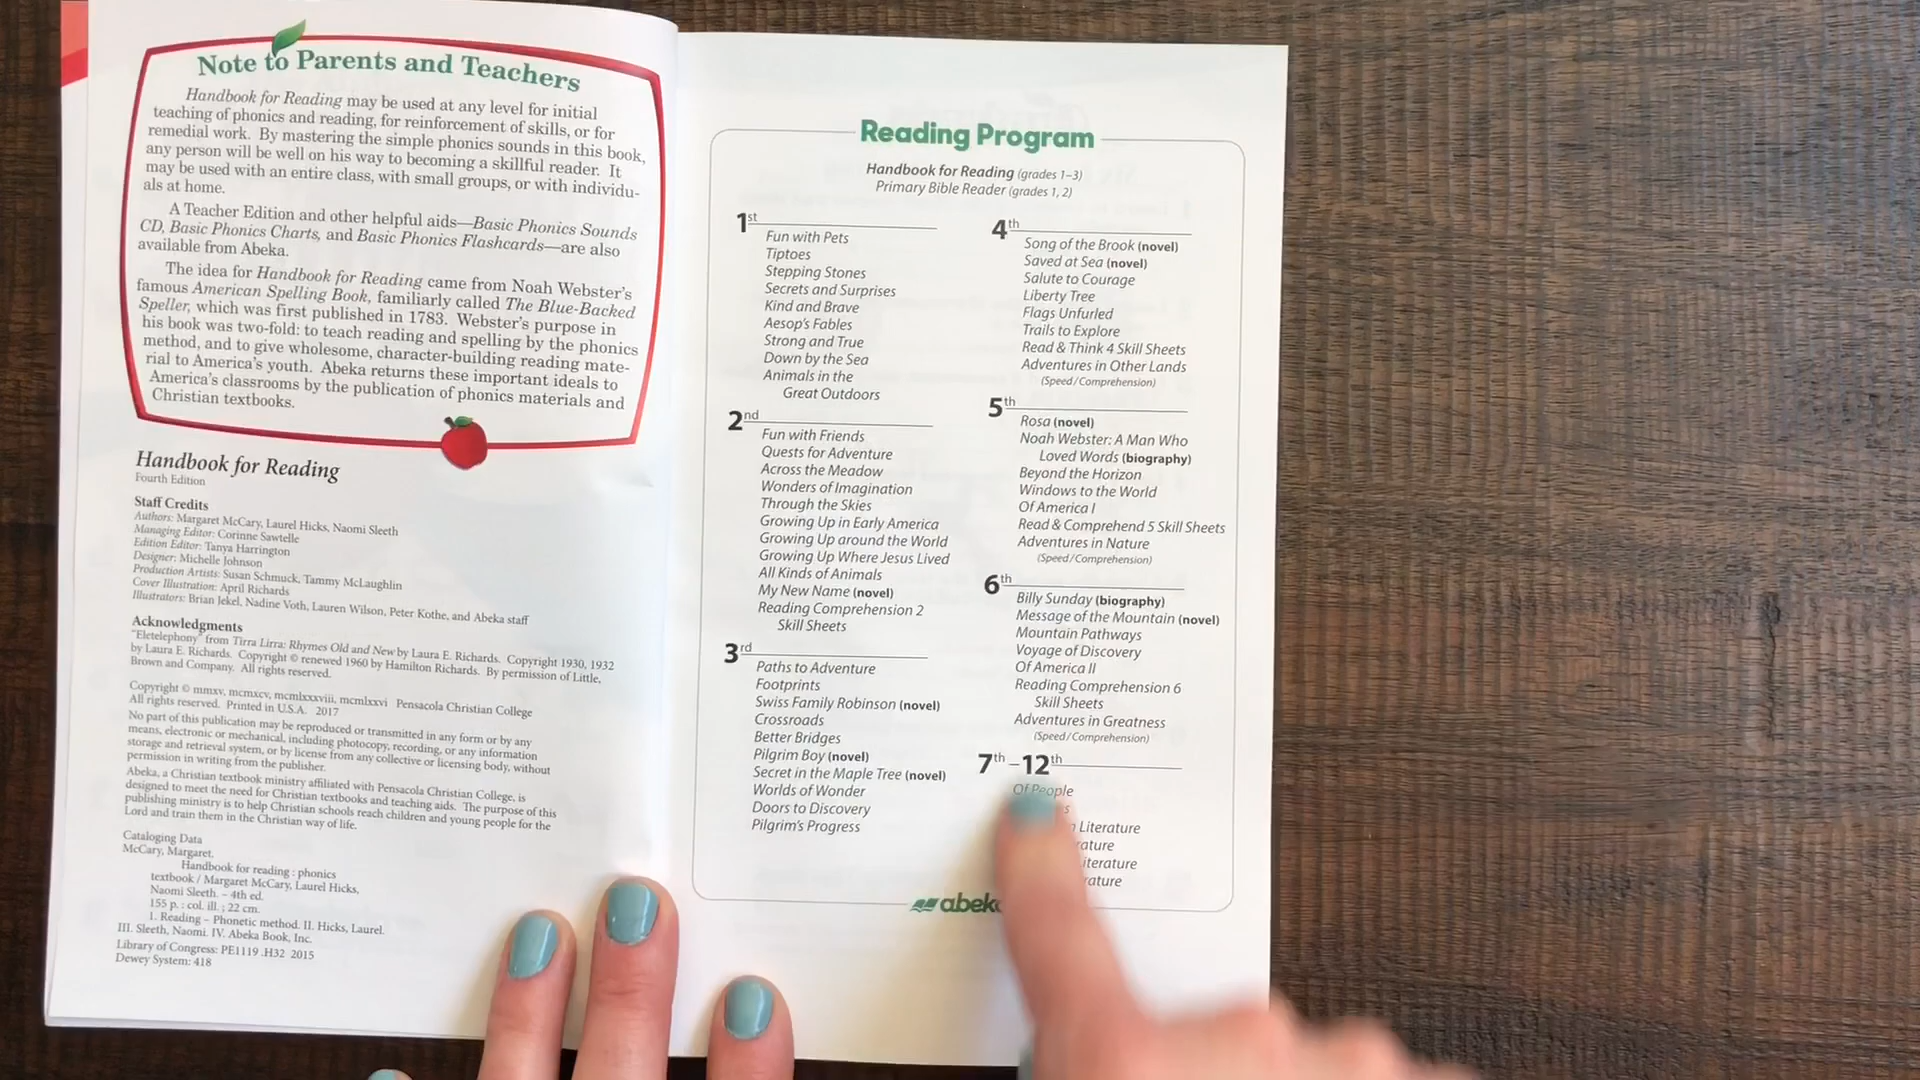 Note to Parents and Teachers
Handbook for Reading may be used at any level for initial
teaching of phonics and reading, for reinforcement of skills, or for
remedial work. By mastering the simple phonics sounds in this book,
any person will be well on his way to becoming a skillful reader. It
may be used with an entire class, with small groups, or with individu-
als at home.
A Teacher Edition and other helpful aids—Basic Phonics Sounds
CD, Basic Phonics Charts, and Basic Phonics Flashcards—are also
available from Abeka.
The idea for Handbook for Reading came from Noah Webster's
famous American Spelling Book, familiarly called The Blue-Backed
Speller, which was first published in 1783. Webster's purpose in
his book was two-fold: to teach reading and spelling by the phonics
method, and to give wholesome, character-building reading mate-
rial to America's youth. Abeka returns these important ideals to
America's classrooms by the publication of phonics materials and
Christian textbooks.
Handbook for Reading
Fourth Edition
Staff Credits
Authors: Margaret McCary, Laurel Hicks, Naomi Sleeth
Managing Editor: Corinne Sawtelle
Edition Editor: Tanya Harrington
Designer: Michelle Johnson
Production Artists: Susan Schmuck, Tammy McLaughlin
Cover Illustration: April Richards
Illustrators: Brian Jekel, Nadine Voth, Lauren Wilson, Peter Kothe, and Abeka staff
Acknowledgments
"Eletelephony" from Tirra Lirra: Rhymes Old and New by Laura E. Richards. Copyright 1930, 1932
by Laura E. Richards. Copyright © renewed 1960 by Hamilton Richards. By permission of Little,
Brown and Company. All rights reserved.
Copyright © mmxv, mcmxcv, mcmlxxxviii, mcmlxxvi Pensacola Christian College
All rights reserved. Printed in U.S.A. 2017
No part of this publication may be reproduced or transmitted in any form or by any
means, electronic or mechanical, including photocopy, recording, or any information
storage and retrieval system, or by license from any collective or licensing body, without
permission in writing from the publisher.
Abeka, a Christian textbook ministry affiliated with Pensacola Christian College, is
designed to meet the need for Christian textbooks and teaching aids. The purpose of this
publishing ministry is to help Christian schools reach children and young people for the
Lord and train them in the Christian way of life.
Cataloging Data
McCary, Margaret.
Handbook for reading : phonics
textbook / Margaret McCary, Laurel Hicks,
Naomi Sleeth. – 4th ed.
155 p. : col. ill. ; 22 cm.
1. Reading – Phonetic method. II. Hicks, Laurel.
III. Sleeth, Naomi. IV. Abeka Book, Inc.
Library of Congress: PE1119 .H32 2015
Dewey System: 418
Reading Program
Handbook for Reading (grades 1–3)
Primary Bible Reader (grades 1, 2)
1st
Fun with Pets
Tiptoes
Stepping Stones
Secrets and Surprises
Kind and Brave
Aesop's Fables
Strong and True
Down by the Sea
Animals in the
Great Outdoors
2nd
Fun with Friends
Quests for Adventure
Across the Meadow
Wonders of Imagination
Through the Skies
Growing Up in Early America
Growing Up around the World
Growing Up Where Jesus Lived
All Kinds of Animals
My New Name (novel)
Reading Comprehension 2
Skill Sheets
3rd
Paths to Adventure
Footprints
Swiss Family Robinson (novel)
Crossroads
Better Bridges
Pilgrim Boy (novel)
Secret in the Maple Tree (novel)
Worlds of Wonder
Doors to Discovery
Pilgrim's Progress
4th
Song of the Brook (novel)
Saved at Sea (novel)
Salute to Courage
Liberty Tree
Flags Unfurled
Trails to Explore
Read & Think 4 Skill Sheets
Adventures in Other Lands
(Speed/Comprehension)
5th
Rosa (novel)
Noah Webster: A Man Who
Loved Words (biography)
Beyond the Horizon
Windows to the World
Of America I
Read & Comprehend 5 Skill Sheets
Adventures in Nature
(Speed/Comprehension)
6th
Billy Sunday (biography)
Message of the Mountain (novel)
Mountain Pathways
Voyage of Discovery
Of America II
Reading Comprehension 6
Skill Sheets
Adventures in Greatness
(Speed/Comprehension)
7th–12th
Of People
Literature
abeka